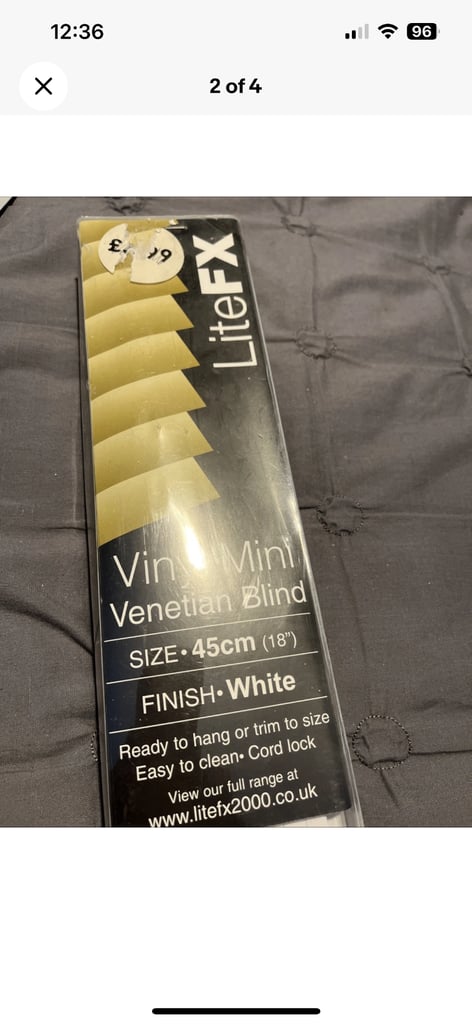 12:36
96
2 of 4
LiteFX
Vinyl Mini
Venetian Blind
SIZE•45cm (18")
FINISH•White
Ready to hang or trim to size
Easy to clean• Cord lock
View our full range at
www.litefx2000.co.uk